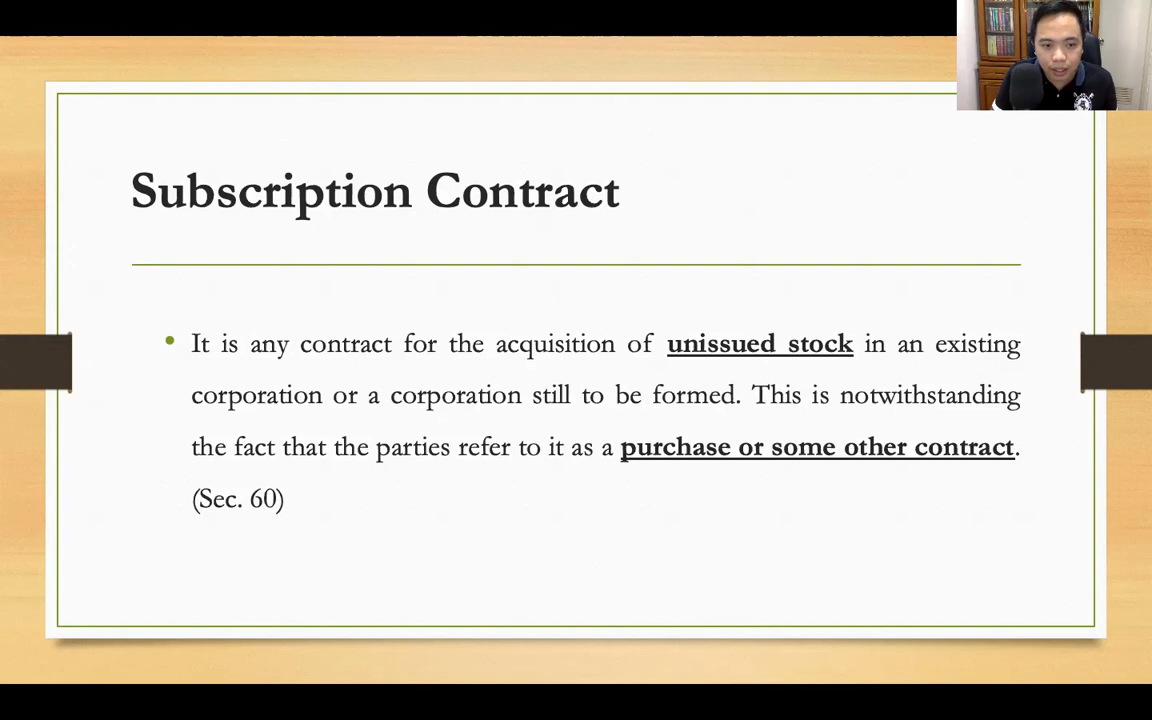 Subscription Contract
• It is any contract for the acquisition of unissued stock in an existing
corporation or a corporation still to be formed. This is notwithstanding
the fact that the parties refer to it as a purchase or some other contract.
(Sec. 60)